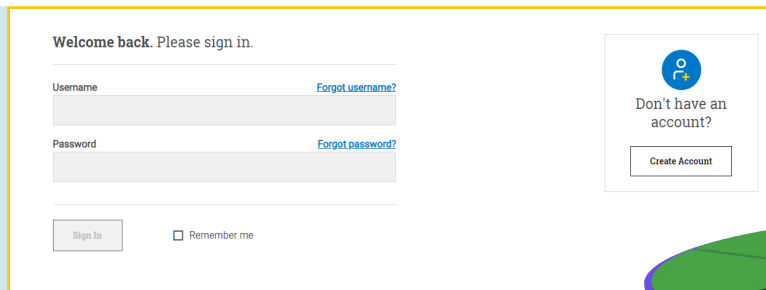 Welcome back. Please sign in.
Username
Forgot username?
Password
Forgot password?
Sign In
Remember me
Don't have an
account?
Create Account